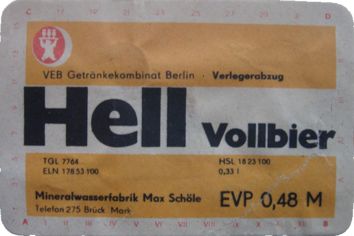 VEB Getränkekombinat Berlin · Verlegerabzug
Hell Vollbier
TGL 7764 HSL 18 23 100
ELN 178 53 100 0,33 l
Mineralwasserfabrik Max Schöle EVP 0,48 M
Telefon 275 Brück. Mark